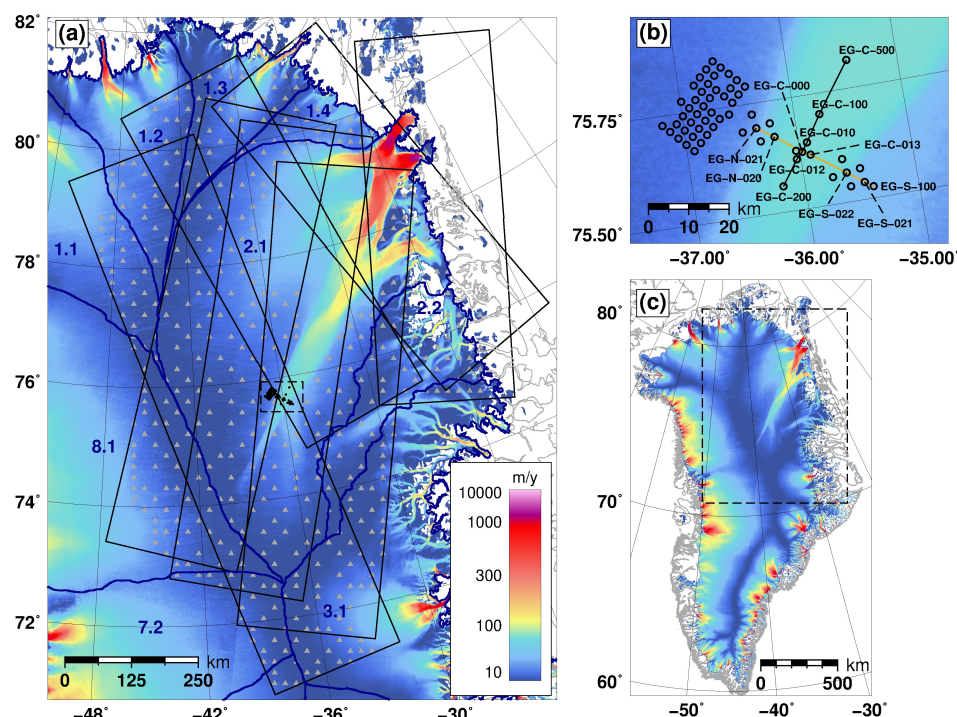 (a)
82°
80°
78°
76°
74°
72°
−48°
−42°
−36°
−30°
1.1
1.2
1.3
1.4
2.1
2.2
8.1
7.2
3.1
0 125 250 km
m/y
10000
1000
300
100
10
(b)
EG-C-500
EG-C-000
EG-C-100
EG-C-010
EG-C-013
EG-N-021
EG-N-020
EG-C-012
EG-C-200
EG-S-100
EG-S-022
EG-S-021
0 10 20 km
75.75°
75.50°
−37.00°
−36.00°
−35.00°
(c)
80°
70°
60°
−50°
−40°
−30°
0 500 km